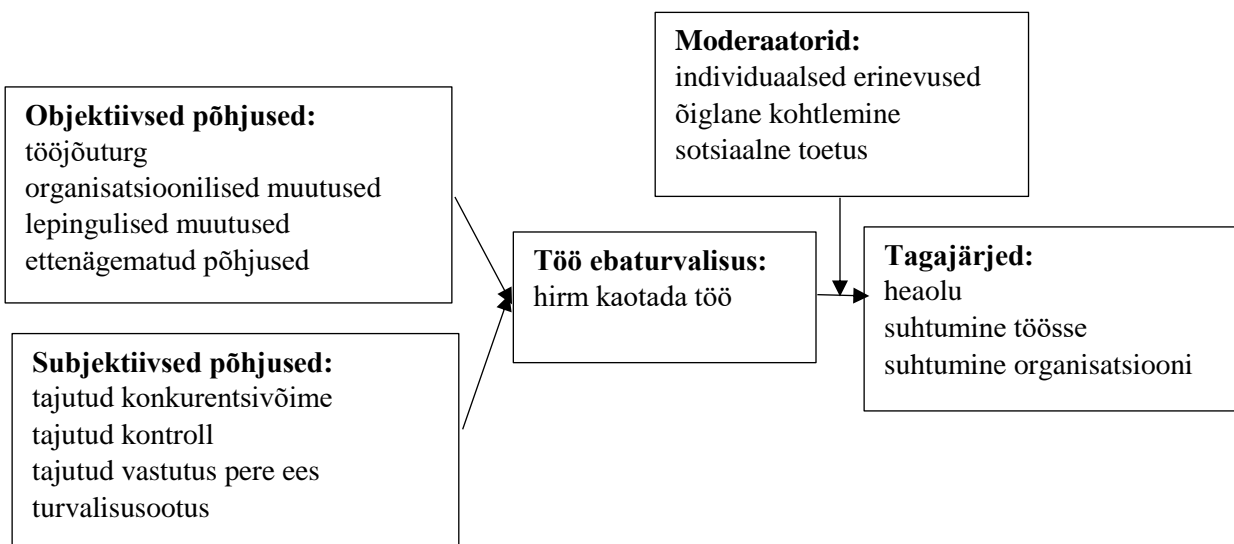 Moderaatorid:
individuaalsed erinevused
õiglane kohtlemine
sotsiaalne toetus
Objektiivsed põhjused:
tööjõuturg
organisatsioonilised muutused
lepingulised muutused
ettenägematud põhjused
Töö ebaturvalisus:
hirm kaotada töö
Tagajärjed:
heaolu
suhtumine töösse
suhtumine organisatsiooni
Subjektiivsed põhjused:
tajutud konkurentsivõime
tajutud kontroll
tajutud vastutus pere ees
turvalisusootus